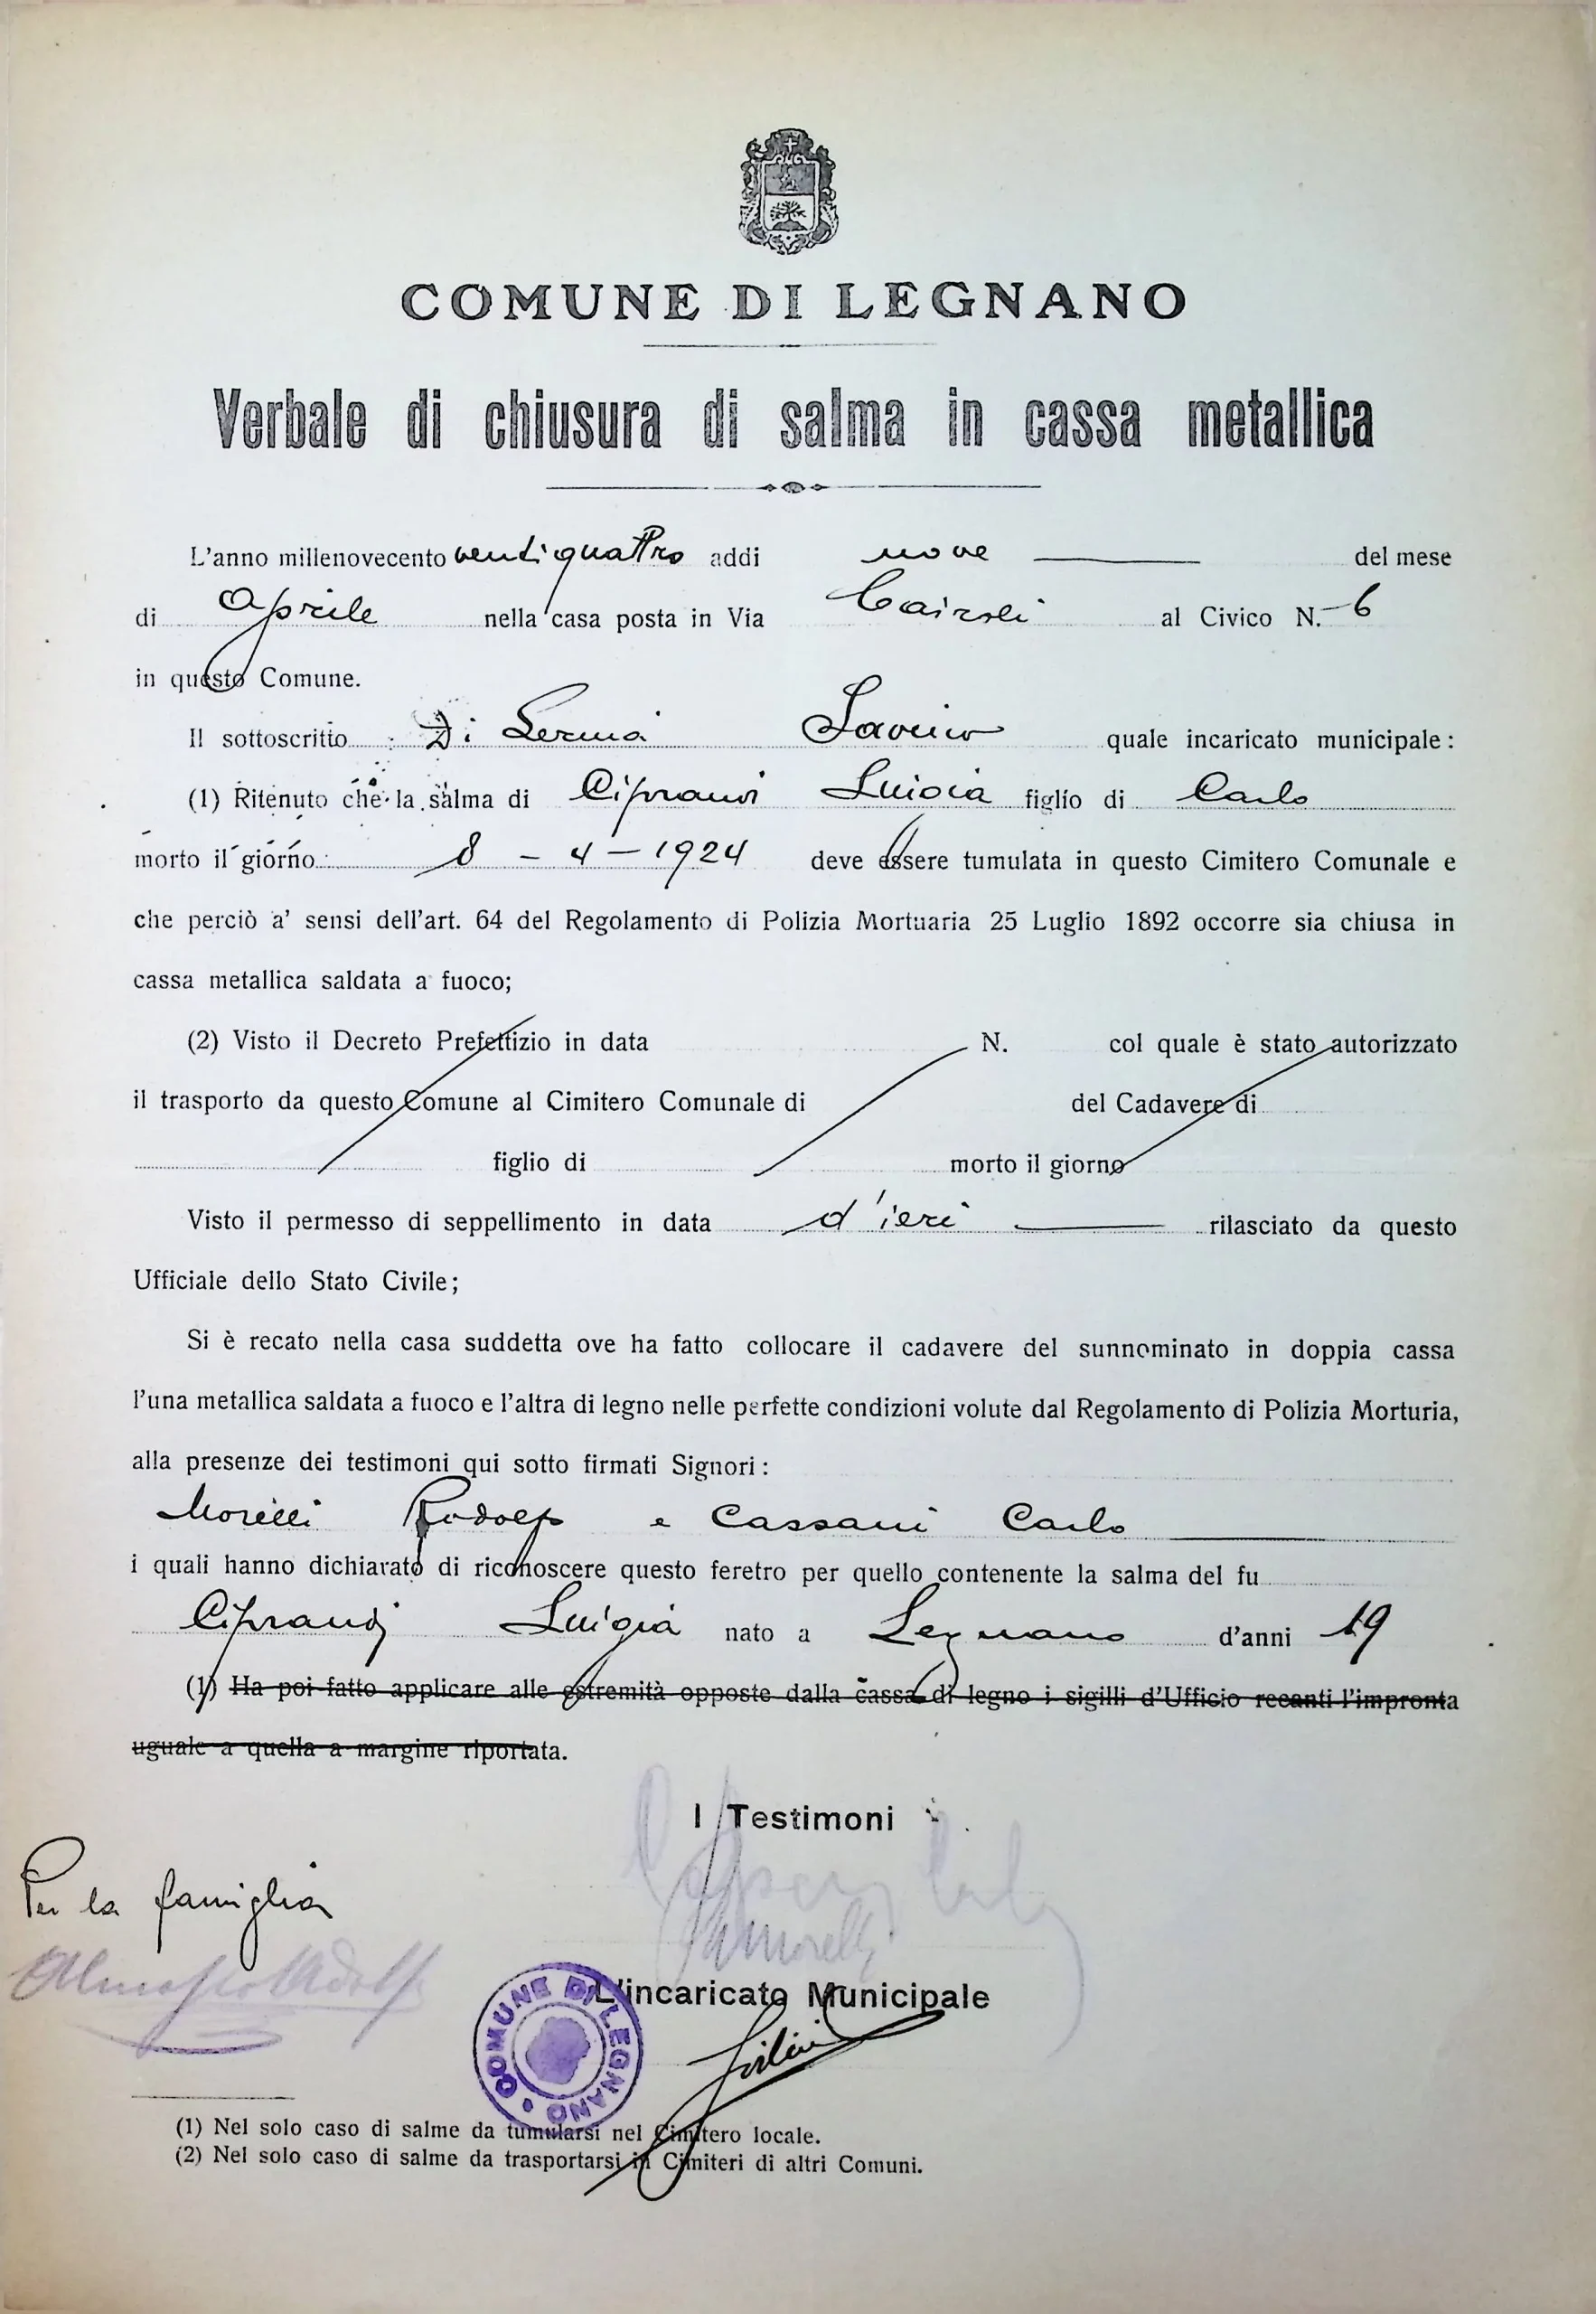 COMUNE DI LEGNANO
Verbale di chiusura di salma in cassa metallica
L'anno millenovecento ventiquattro addi nove del mese
di Aprile nella casa posta in Via Cairoli al Civico N. 6
in questo Comune.
Il sottoscritto Di Lerma Savino quale incaricato municipale:
(1) Ritenuto che la salma di Ciprandi Luigia figlio di Carlo
morto il giorno 8 - 4 - 1924 deve essere tumulata in questo Cimitero Comunale e
che perciò a' sensi dell'art. 64 del Regolamento di Polizia Mortuaria 25 Luglio 1892 occorre sia chiusa in
cassa metallica saldata a fuoco;
(2) Visto il Decreto Prefettizio in data N. col quale è stato autorizzato
il trasporto da questo Comune al Cimitero Comunale di del Cadavere di
figlio di morto il giorno
Visto il permesso di seppellimento in data d'ieri rilasciato da questo
Ufficiale dello Stato Civile;
Si è recato nella casa suddetta ove ha fatto collocare il cadavere del sunnominato in doppia cassa
l'una metallica saldata a fuoco e l'altra di legno nelle perfette condizioni volute dal Regolamento di Polizia Morturia,
alla presenze dei testimoni qui sotto firmati Signori:
Morelli Rodolfo e Cassani Carlo
i quali hanno dichiarato di riconoscere questo feretro per quello contenente la salma del fu
Ciprandi Luigia nato a Legnano d'anni 19
(1) Ha poi fatto applicare alle estremità opposte dalla cassa di legno i sigilli d'Ufficio recanti l'impronta
uguale a quella a margine riportata.
I Testimoni
Per la famiglia
Morelli
L'incaricato Municipale
COMUNE DI LEGNANO
(1) Nel solo caso di salme da tumularsi nel Cimitero locale.
(2) Nel solo caso di salme da trasportarsi in Cimiteri di altri Comuni.